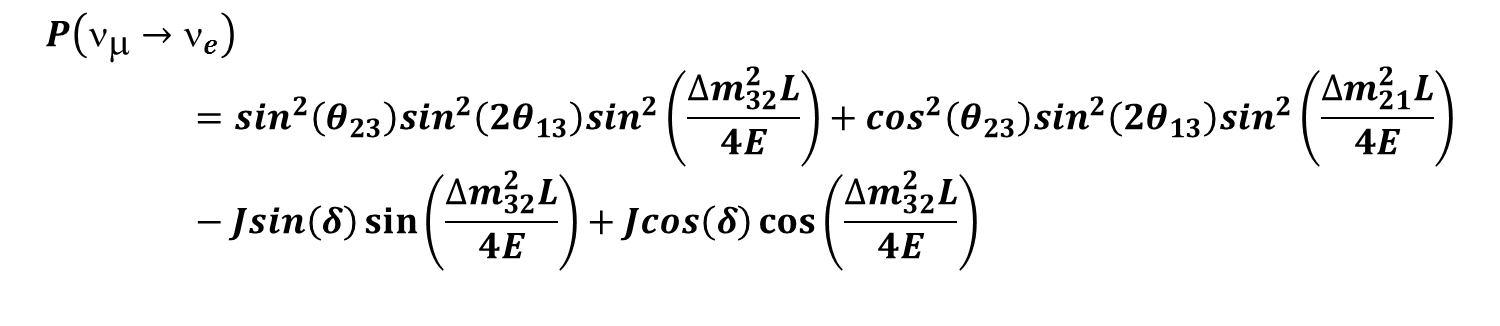 P(ν_μ → ν_e)
= sin²(θ₂₃)sin²(2θ₁₃)sin²(Δm²₃₂L / 4E) + cos²(θ₂₃)sin²(2θ₁₃)sin²(Δm²₂₁L / 4E)
− Jsin(δ) sin(Δm²₃₂L / 4E) + Jcos(δ) cos(Δm²₃₂L / 4E)